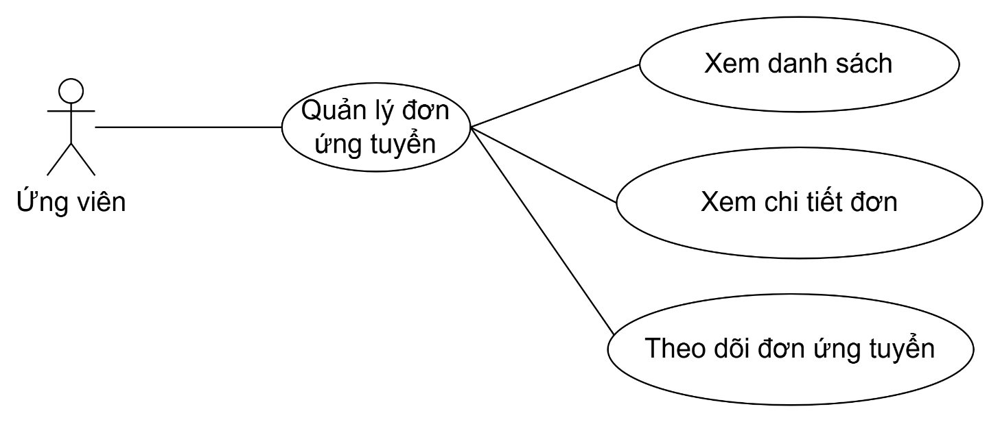 Xem danh sách
Quản lý đơn
ứng tuyển
Ứng viên
Xem chi tiết đơn
Theo dõi đơn ứng tuyển